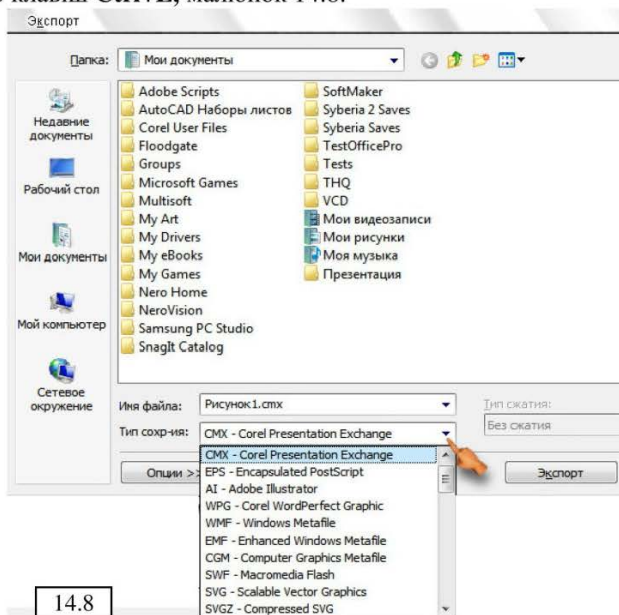 клавиш Ctrl+E, малюнок 14.8.
Экспорт
Папка: Мои документы
Недавние
документы
Рабочий стол
Мои документы
Мой компьютер
Сетевое
окружение
Adobe Scripts
AutoCAD Наборы листов
Corel User Files
Floodgate
Groups
Microsoft Games
Multisoft
My Art
My Drivers
My eBooks
My Games
Nero Home
NeroVision
Samsung PC Studio
SnagIt Catalog
SoftMaker
Syberia 2 Saves
Syberia Saves
TestOfficePro
Tests
THQ
VCD
Мои видеозаписи
Мои рисунки
Моя музыка
Презентация
Имя файла: Рисунок1.cmx
Тип сжатия:
Тип сохр-ия: CMX - Corel Presentation Exchange
Без сжатия
Опции >>
Экспорт
CMX - Corel Presentation Exchange
EPS - Encapsulated PostScript
AI - Adobe Illustrator
WPG - Corel WordPerfect Graphic
WMF - Windows Metafile
EMF - Enhanced Windows Metafile
CGM - Computer Graphics Metafile
SWF - Macromedia Flash
SVG - Scalable Vector Graphics
SVGZ - Compressed SVG
14.8